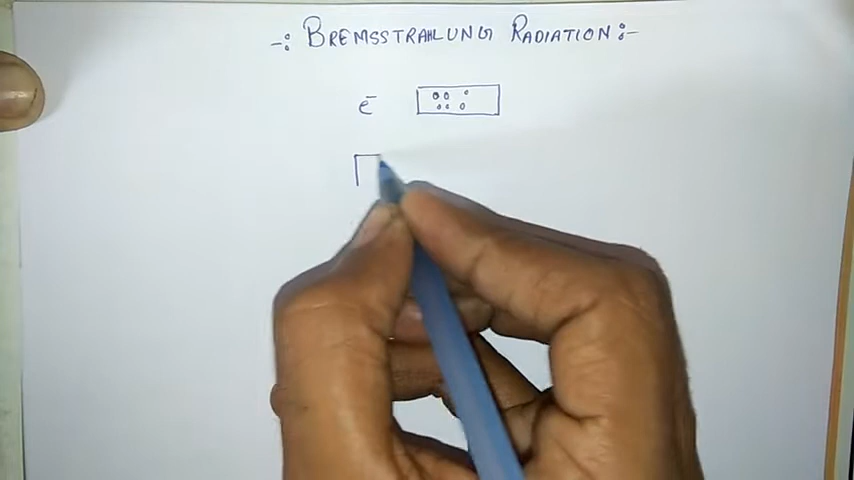 -: BREMSSTRAHLUNG RADIATION :-
e⁻